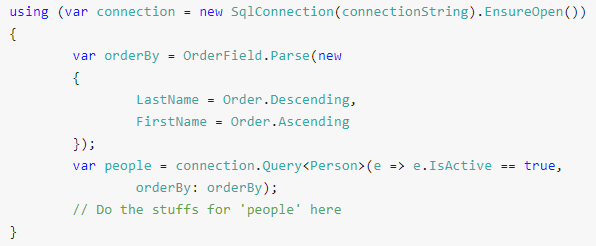 using (var connection = new SqlConnection(connectionString).EnsureOpen())
{
        var orderBy = OrderField.Parse(new
        {
                LastName = Order.Descending,
                FirstName = Order.Ascending
        });
        var people = connection.Query<Person>(e => e.IsActive == true,
                orderBy: orderBy);
        // Do the stuffs for 'people' here
}